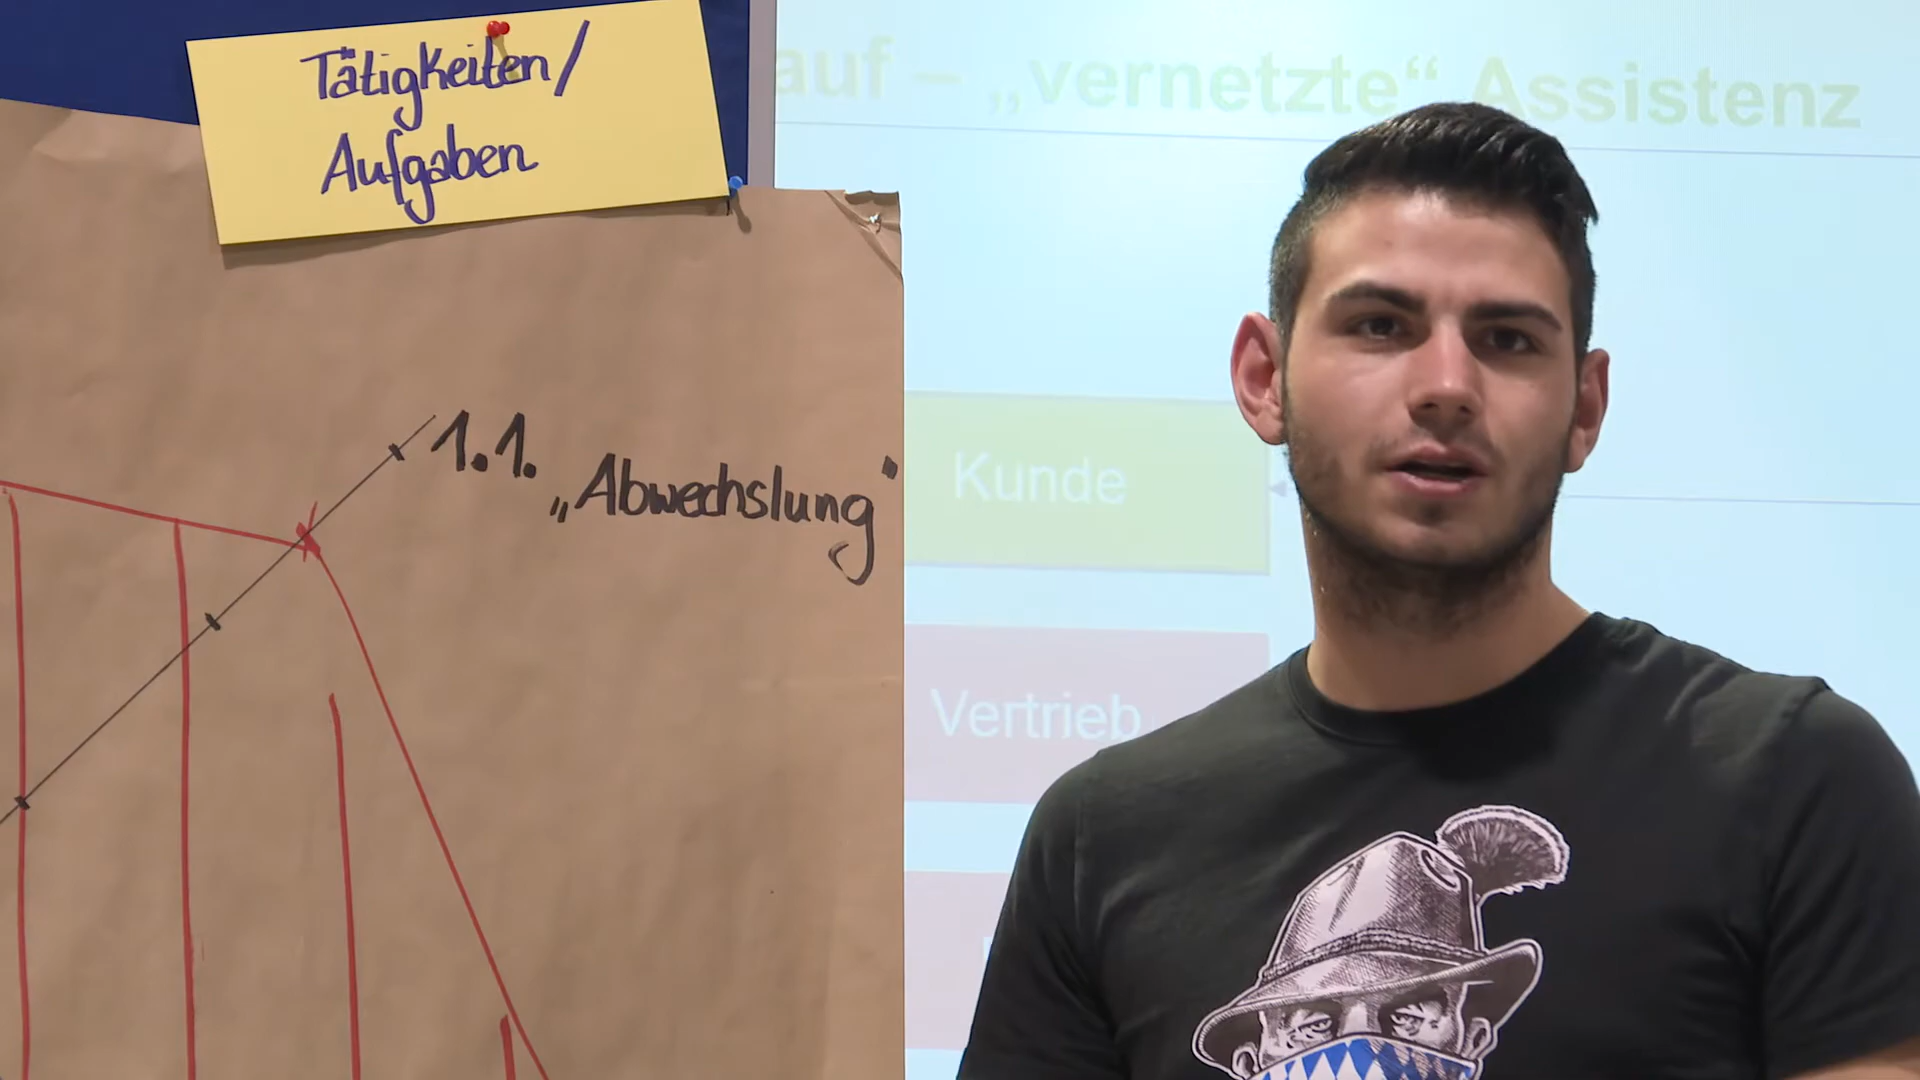 Tätigkeiten/
Aufgaben
1.1.
„Abwechslung"
auf – „vernetzte“ Assistenz
Kunde
Vertrieb